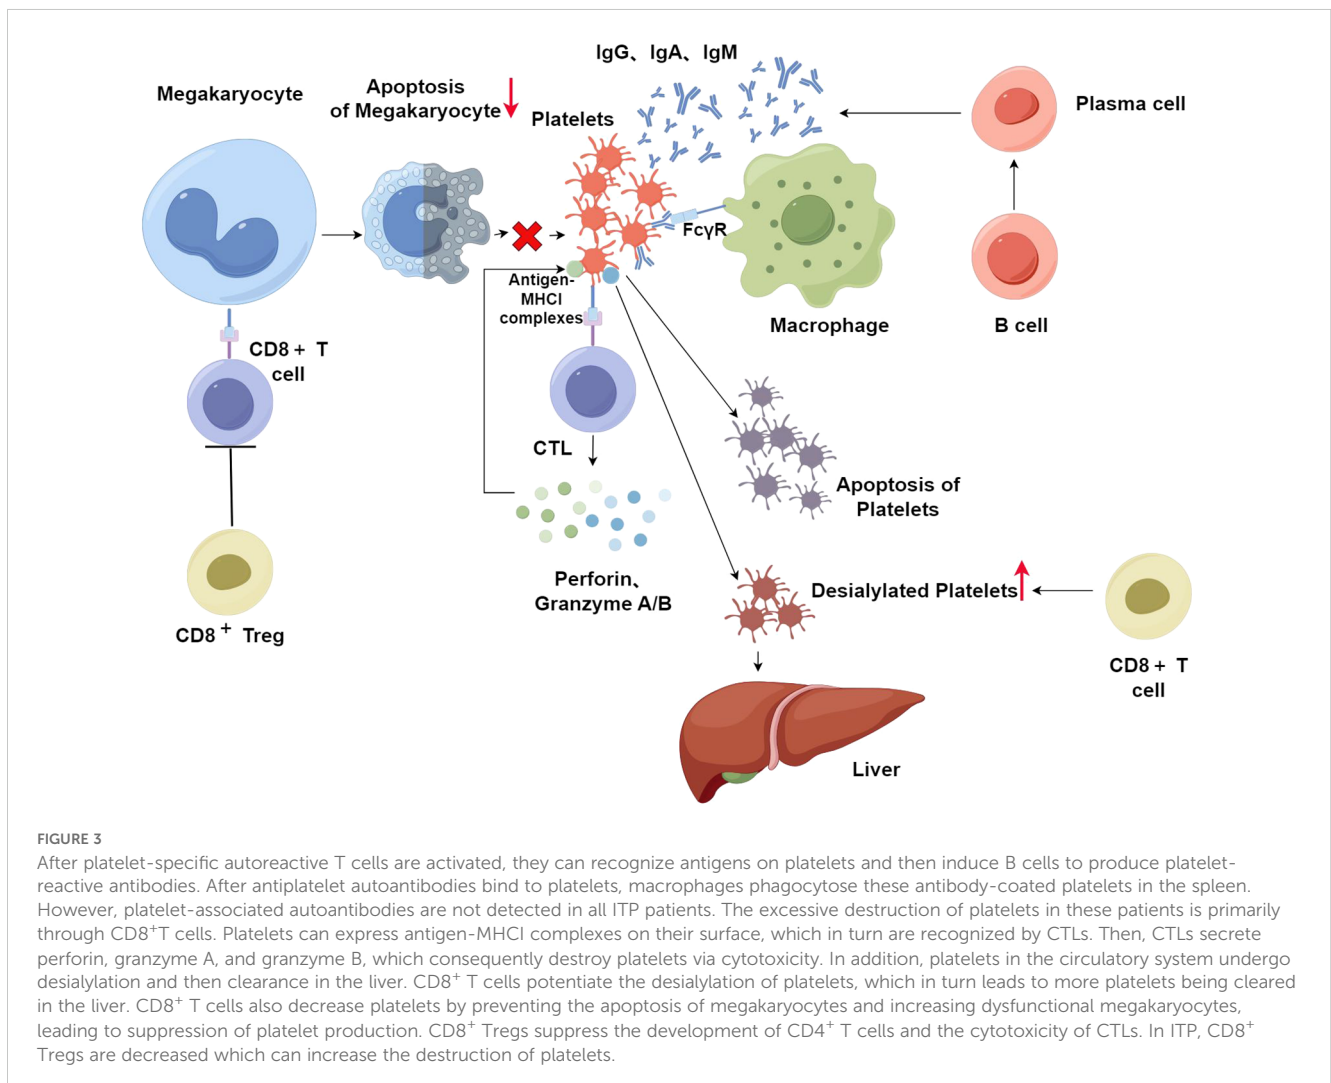 IgG、IgA、IgM
Megakaryocyte
Apoptosis
of Megakaryocyte
Platelets
Plasma cell
FcγR
Antigen-
MHCI
complexes
Macrophage
B cell
CD8 + T
cell
CTL
Apoptosis of
Platelets
Perforin、
Granzyme A/B
Desialylated Platelets
CD8 + Treg
CD8 + T
cell
Liver
FIGURE 3
After platelet-specific autoreactive T cells are activated, they can recognize antigens on platelets and then induce B cells to produce platelet-
reactive antibodies. After antiplatelet autoantibodies bind to platelets, macrophages phagocytose these antibody-coated platelets in the spleen.
However, platelet-associated autoantibodies are not detected in all ITP patients. The excessive destruction of platelets in these patients is primarily
through CD8⁺T cells. Platelets can express antigen-MHCI complexes on their surface, which in turn are recognized by CTLs. Then, CTLs secrete
perforin, granzyme A, and granzyme B, which consequently destroy platelets via cytotoxicity. In addition, platelets in the circulatory system undergo
desialylation and then clearance in the liver. CD8⁺ T cells potentiate the desialylation of platelets, which in turn leads to more platelets being cleared
in the liver. CD8⁺ T cells also decrease platelets by preventing the apoptosis of megakaryocytes and increasing dysfunctional megakaryocytes,
leading to suppression of platelet production. CD8⁺ Tregs suppress the development of CD4⁺ T cells and the cytotoxicity of CTLs. In ITP, CD8⁺
Tregs are decreased which can increase the destruction of platelets.